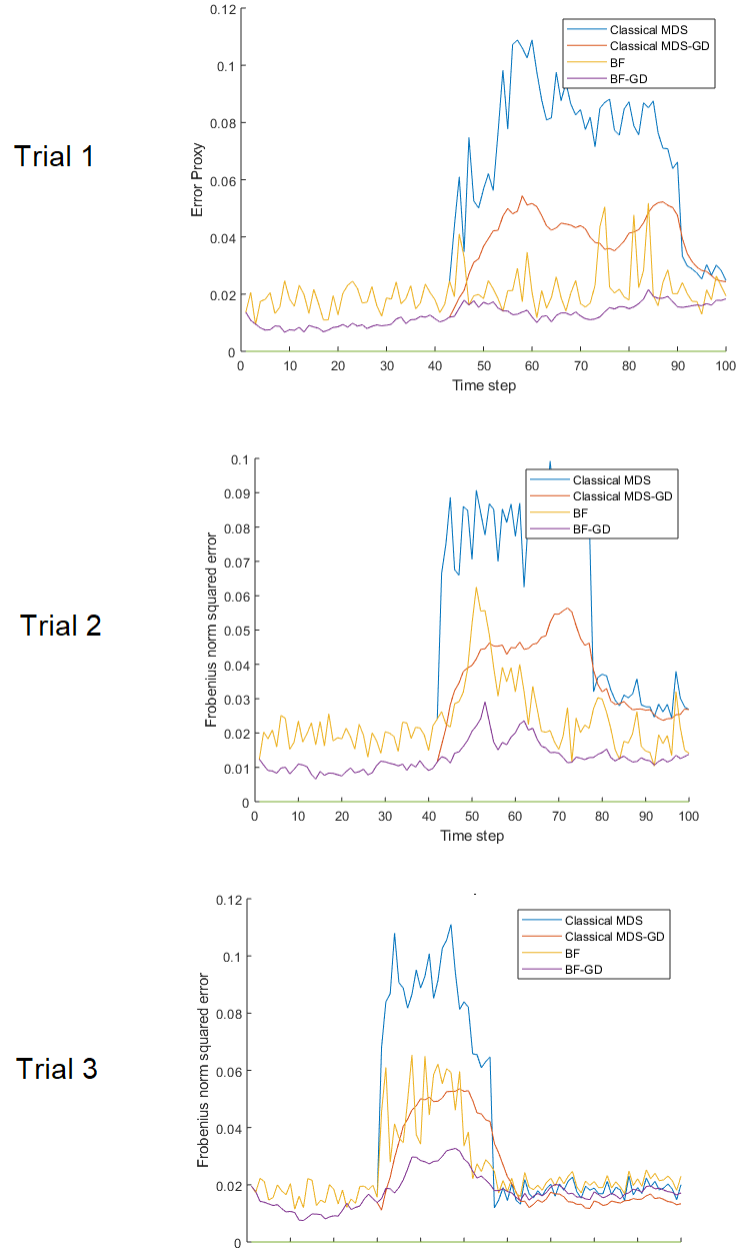 Trial 1
Error Proxy
0.12
0.1
0.08
0.06
0.04
0.02
0
0 10 20 30 40 50 60 70 80 90 100
Time step
Classical MDS
Classical MDS-GD
BF
BF-GD
Trial 2
Frobenius norm squared error
0.1
0.09
0.08
0.07
0.06
0.05
0.04
0.03
0.02
0.01
0
0 10 20 30 40 50 60 70 80 90 100
Time step
Classical MDS
Classical MDS-GD
BF
BF-GD
Trial 3
Frobenius norm squared error
0.12
0.1
0.08
0.06
0.04
0.02
0
Classical MDS
Classical MDS-GD
BF
BF-GD